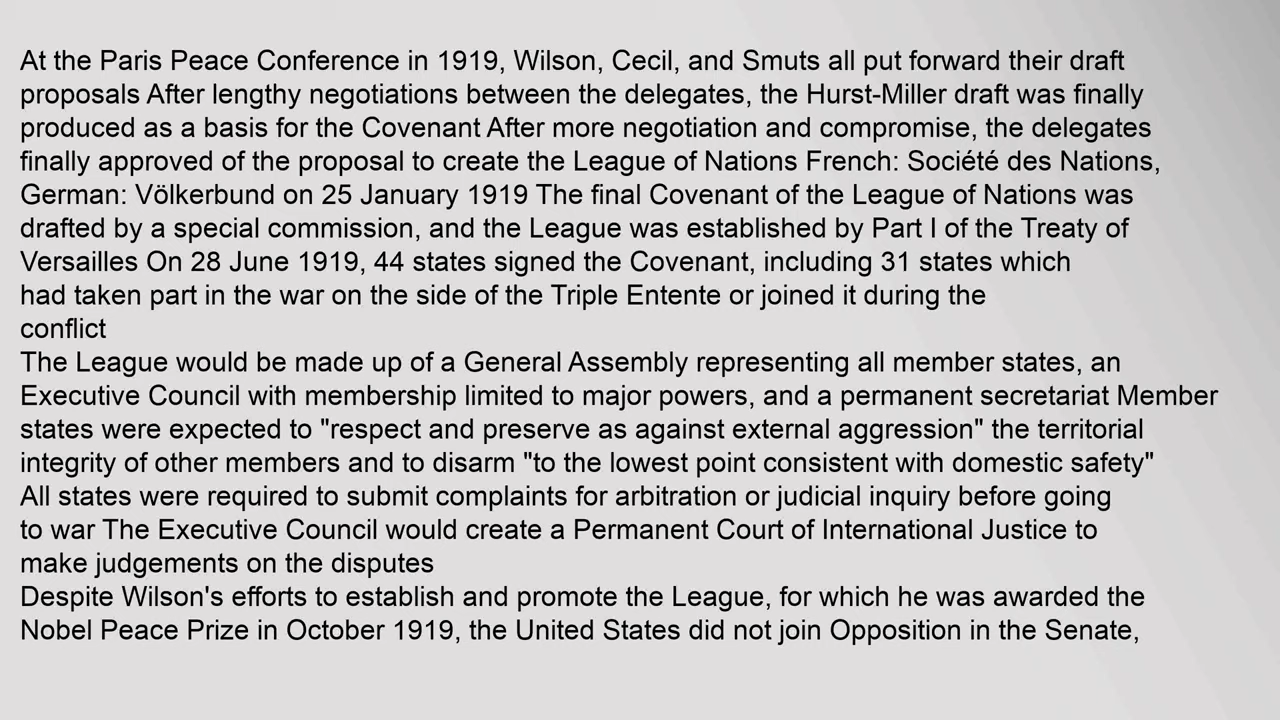 At the Paris Peace Conference in 1919, Wilson, Cecil, and Smuts all put forward their draft
proposals After lengthy negotiations between the delegates, the Hurst-Miller draft was finally
produced as a basis for the Covenant After more negotiation and compromise, the delegates
finally approved of the proposal to create the League of Nations French: Société des Nations,
German: Völkerbund on 25 January 1919 The final Covenant of the League of Nations was
drafted by a special commission, and the League was established by Part I of the Treaty of
Versailles On 28 June 1919, 44 states signed the Covenant, including 31 states which
had taken part in the war on the side of the Triple Entente or joined it during the
conflict
The League would be made up of a General Assembly representing all member states, an
Executive Council with membership limited to major powers, and a permanent secretariat Member
states were expected to "respect and preserve as against external aggression" the territorial
integrity of other members and to disarm "to the lowest point consistent with domestic safety"
All states were required to submit complaints for arbitration or judicial inquiry before going
to war The Executive Council would create a Permanent Court of International Justice to
make judgements on the disputes
Despite Wilson's efforts to establish and promote the League, for which he was awarded the
Nobel Peace Prize in October 1919, the United States did not join Opposition in the Senate,